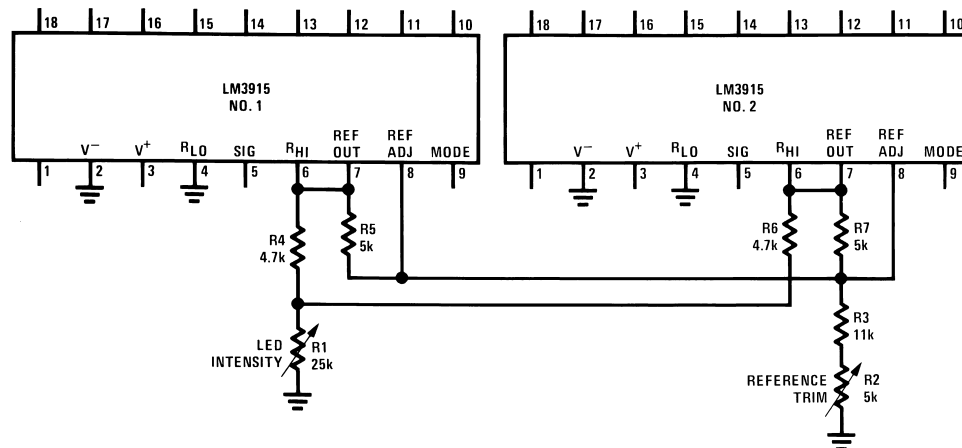 18 17 16 15 14 13 12 11 10
18 17 16 15 14 13 12 11 10
LM3915
NO. 1
LM3915
NO. 2
V− V+ RLO SIG RHI REF OUT REF ADJ MODE
V− V+ RLO SIG RHI REF OUT REF ADJ MODE
1 2 3 4 5 6 7 8 9
1 2 3 4 5 6 7 8 9
R4
4.7k
R5
5k
R6
4.7k
R7
5k
LED
INTENSITY
R1
25k
R3
11k
REFERENCE
TRIM
R2
5k